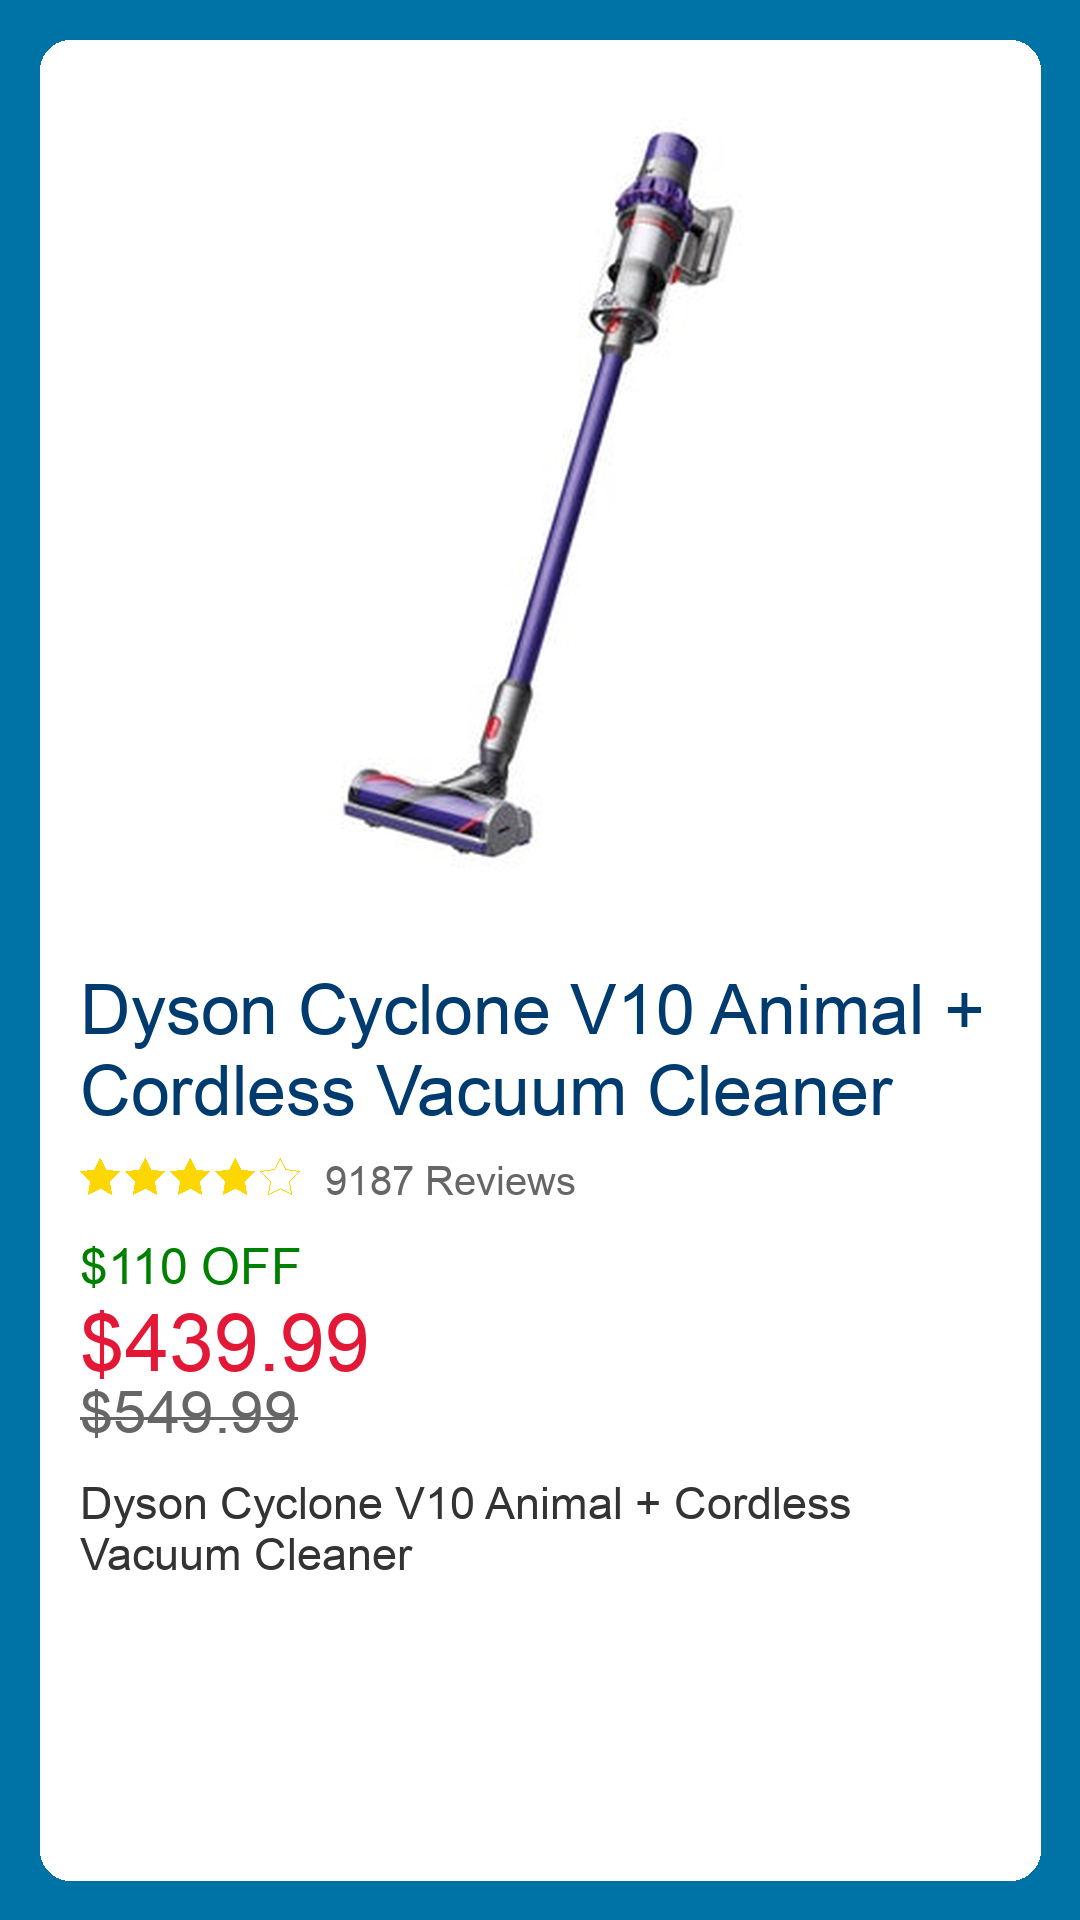 Dyson Cyclone V10 Animal +
Cordless Vacuum Cleaner
9187 Reviews
$110 OFF
$439.99
$549.99
Dyson Cyclone V10 Animal + Cordless
Vacuum Cleaner